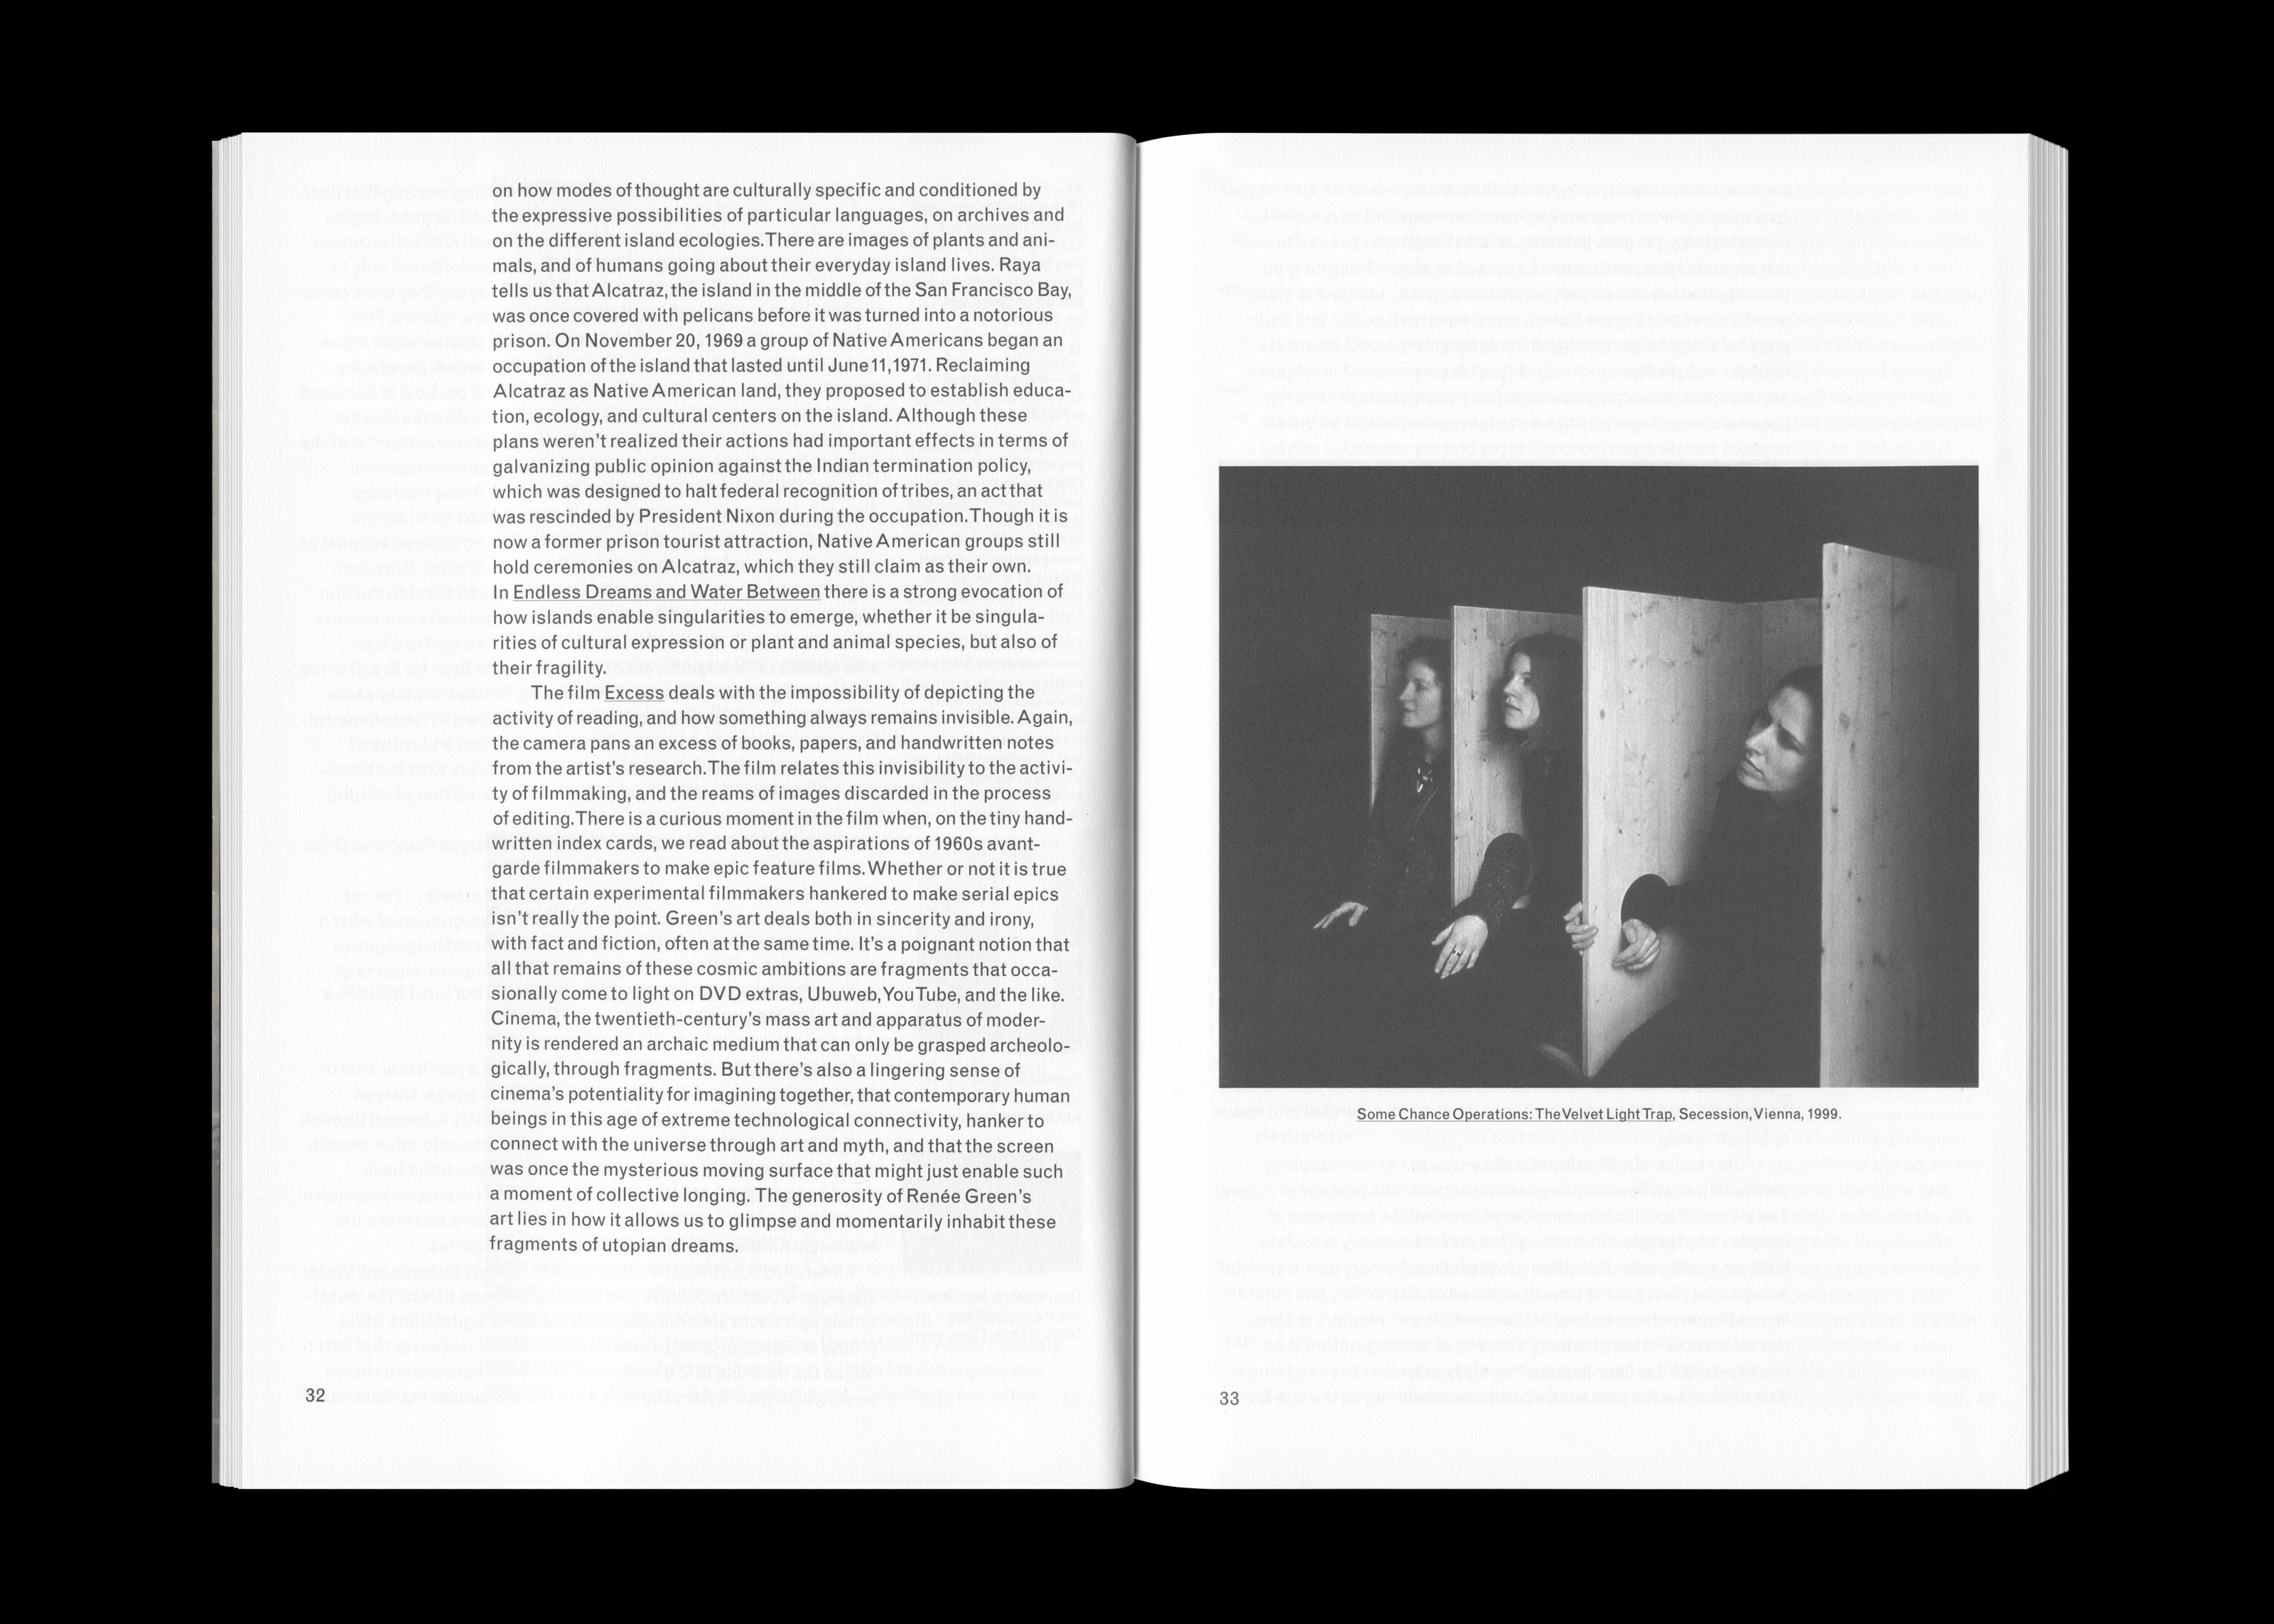 on how modes of thought are culturally specific and conditioned by
the expressive possibilities of particular languages, on archives and
on the different island ecologies. There are images of plants and ani-
mals, and of humans going about their everyday island lives. Raya
tells us that Alcatraz, the island in the middle of the San Francisco Bay,
was once covered with pelicans before it was turned into a notorious
prison. On November 20, 1969 a group of Native Americans began an
occupation of the island that lasted until June 11, 1971. Reclaiming
Alcatraz as Native American land, they proposed to establish educa-
tion, ecology, and cultural centers on the island. Although these
plans weren't realized their actions had important effects in terms of
galvanizing public opinion against the Indian termination policy,
which was designed to halt federal recognition of tribes, an act that
was rescinded by President Nixon during the occupation. Though it is
now a former prison tourist attraction, Native American groups still
hold ceremonies on Alcatraz, which they still claim as their own.
In Endless Dreams and Water Between there is a strong evocation of
how islands enable singularities to emerge, whether it be singula-
rities of cultural expression or plant and animal species, but also of
their fragility.
The film Excess deals with the impossibility of depicting the
activity of reading, and how something always remains invisible. Again,
the camera pans an excess of books, papers, and handwritten notes
from the artist's research. The film relates this invisibility to the activi-
ty of filmmaking, and the reams of images discarded in the process
of editing. There is a curious moment in the film when, on the tiny hand-
written index cards, we read about the aspirations of 1960s avant-
garde filmmakers to make epic feature films. Whether or not it is true
that certain experimental filmmakers hankered to make serial epics
isn't really the point. Green's art deals both in sincerity and irony,
with fact and fiction, often at the same time. It's a poignant notion that
all that remains of these cosmic ambitions are fragments that occa-
sionally come to light on DVD extras, Ubuweb, YouTube, and the like.
Cinema, the twentieth-century's mass art and apparatus of moder-
nity is rendered an archaic medium that can only be grasped archeolo-
gically, through fragments. But there's also a lingering sense of
cinema's potentiality for imagining together, that contemporary human
beings in this age of extreme technological connectivity, hanker to
connect with the universe through art and myth, and that the screen
was once the mysterious moving surface that might just enable such
a moment of collective longing. The generosity of Renée Green's
art lies in how it allows us to glimpse and momentarily inhabit these
fragments of utopian dreams.
32
Some Chance Operations: The Velvet Light Trap, Secession, Vienna, 1999.
33